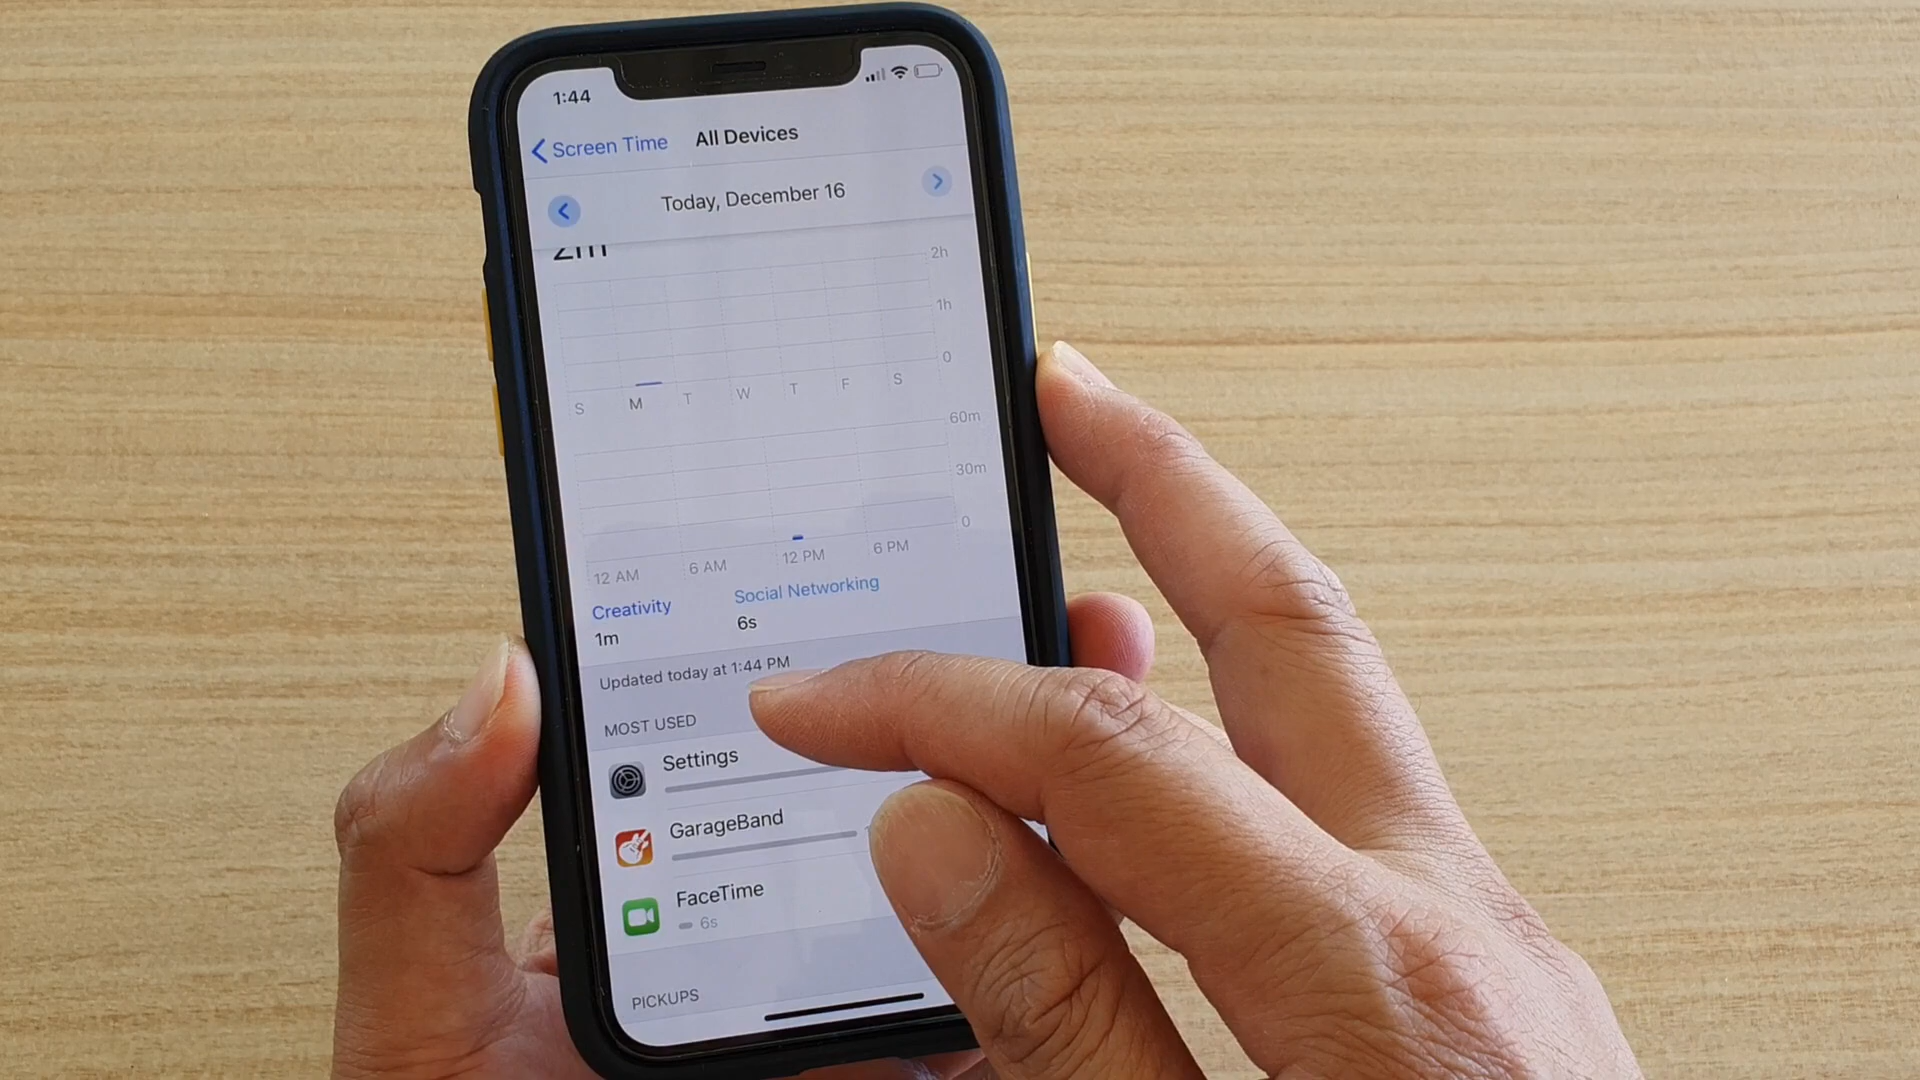 1:44
Screen Time All Devices
Today, December 16
2m
2h
1h
0
S M T W T F S
60m
30m
0
12 AM 6 AM 12 PM 6 PM
Creativity Social Networking
1m 6s
Updated today at 1:44 PM
MOST USED
Settings
GarageBand
FaceTime
6s
PICKUPS